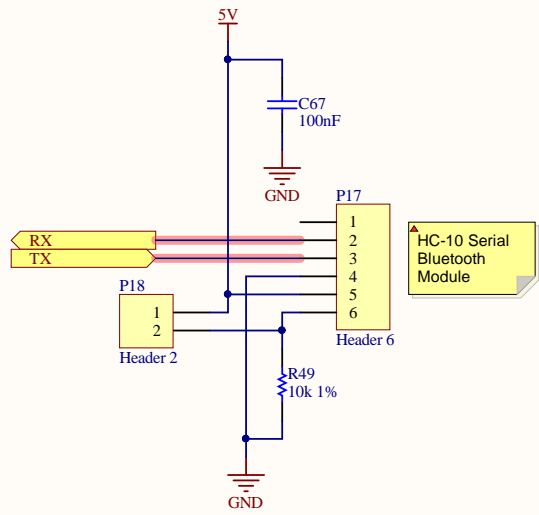 5V
C67
100nF
GND
P17
RX
TX
1
2
3
4
5
6
Header 6
HC-10 Serial
Bluetooth
Module
P18
1
2
Header 2
R49
10k 1%
GND